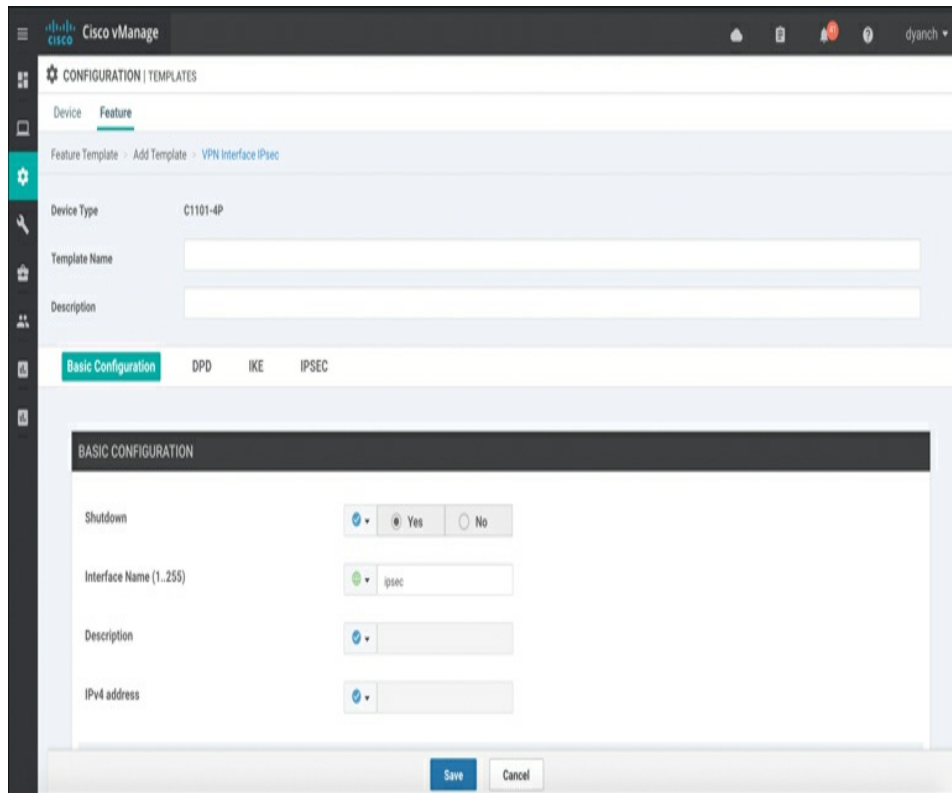 CISCO Cisco vManage dyanch
CONFIGURATION | TEMPLATES
Device Feature
Feature Template > Add Template > VPN Interface IPsec
Device Type C1101-4P
Template Name
Description
Basic Configuration DPD IKE IPSEC
BASIC CONFIGURATION
Shutdown Yes No
Interface Name (1..255) ipsec
Description
IPv4 address
Save Cancel